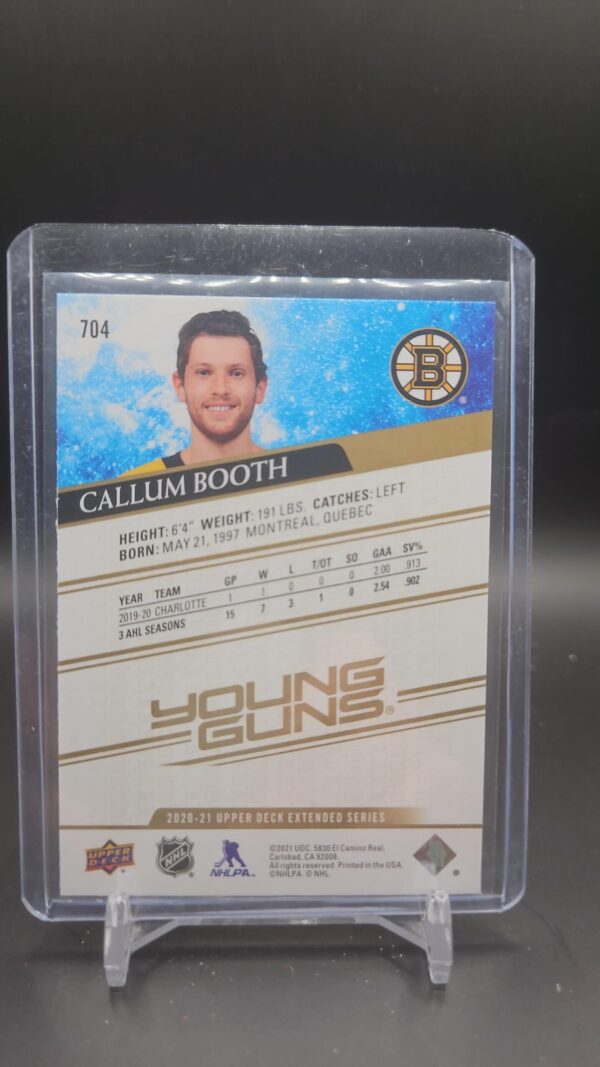 704
B
®
CALLUM BOOTH
HEIGHT: 6'4" WEIGHT: 191 LBS. CATCHES: LEFT
BORN: MAY 21, 1997 MONTREAL, QUEBEC
YEAR TEAM GP W L T/OT SO GAA SV%
2019-20 CHARLOTTE 1 1 0 0 0 2.00 .913
3 AHL SEASONS 15 7 3 1 0 2.54 .902
YOUNG
GUNS®
2020-21 UPPER DECK EXTENDED SERIES
UPPER
DECK
NHL
NHLPA
©2021 UDC. 5830 El Camino Real,
Carlsbad, CA 92008.
All rights reserved. Printed in the USA.
©NHLPA. © NHL.